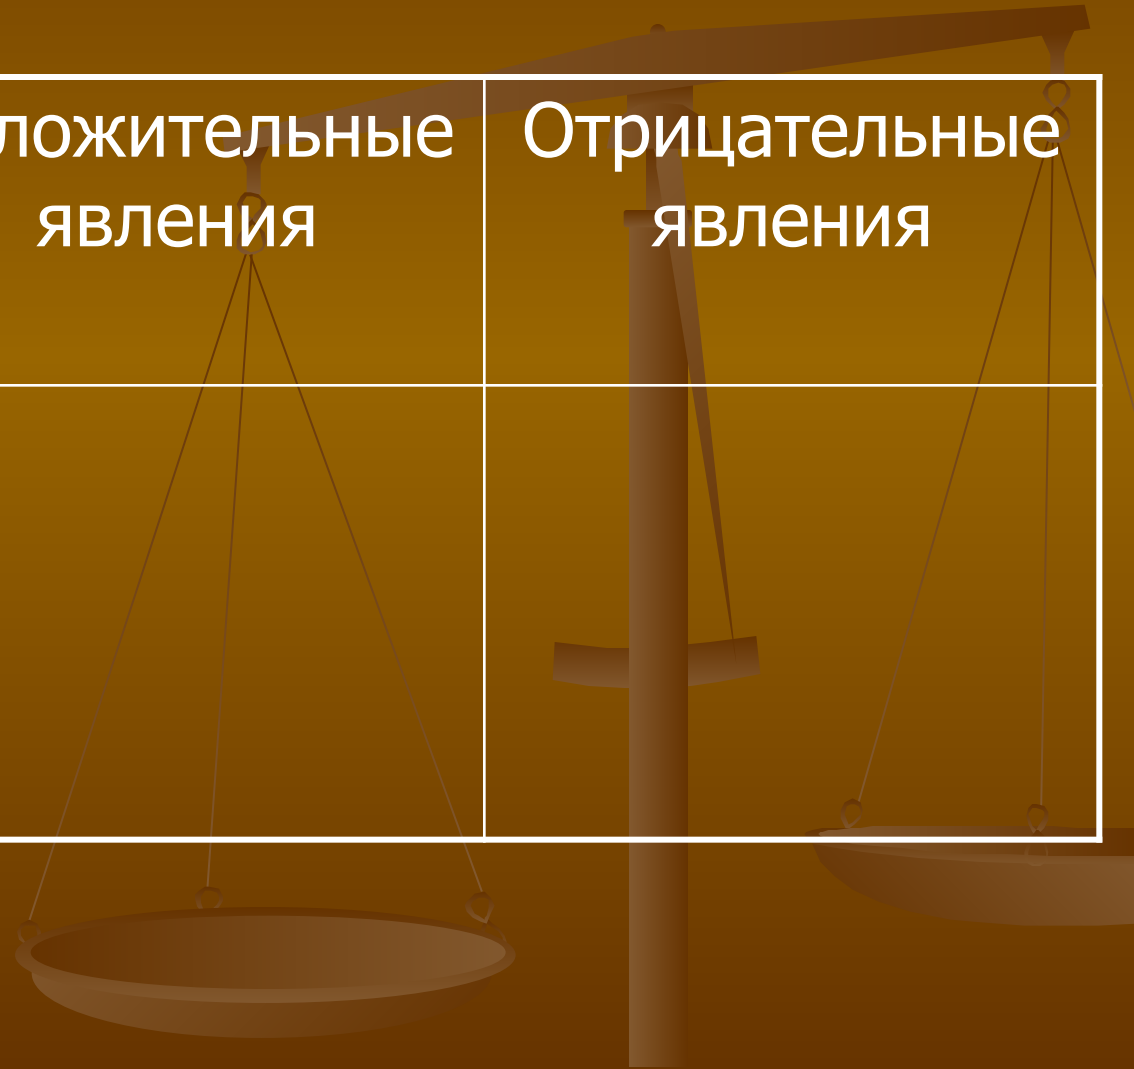 ложительные
явления
Отрицательные
явления